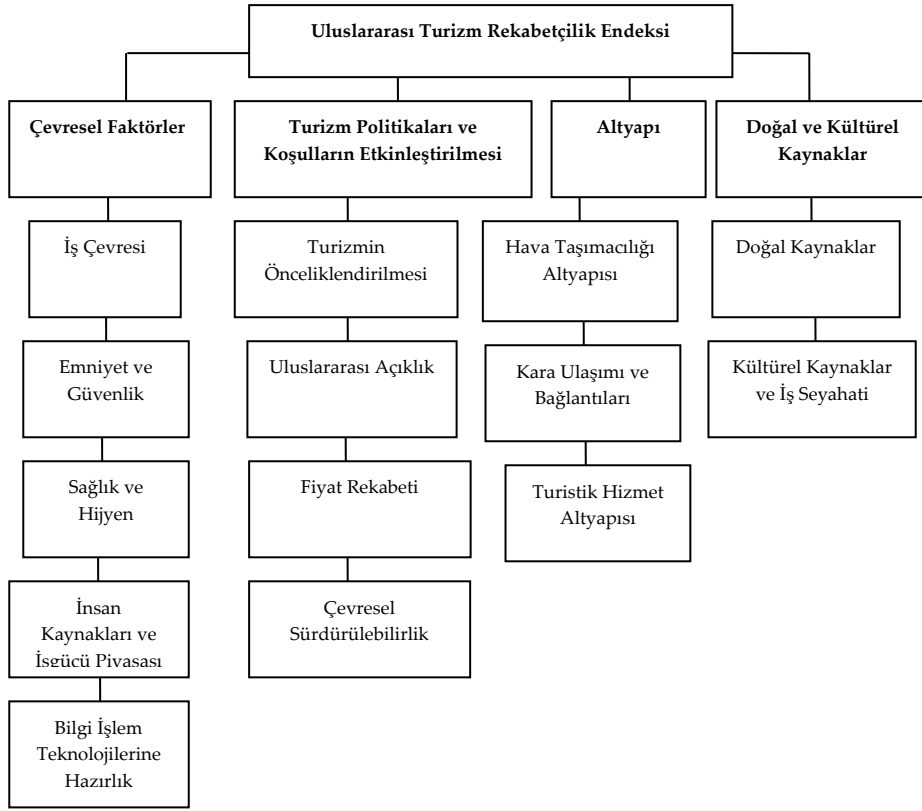 Uluslararası Turizm Rekabetçilik Endeksi
Çevresel Faktörler
Turizm Politikaları ve
Koşulların Etkinleştirilmesi
Altyapı
Doğal ve Kültürel
Kaynaklar
İş Çevresi
Emniyet ve
Güvenlik
Sağlık ve
Hijyen
İnsan
Kaynakları ve
İşgücü Piyasası
Bilgi İşlem
Teknolojilerine
Hazırlık
Turizmin
Önceliklendirilmesi
Uluslararası Açıklık
Fiyat Rekabeti
Çevresel
Sürdürülebilirlik
Hava Taşımacılığı
Altyapısı
Kara Ulaşımı ve
Bağlantıları
Turistik Hizmet
Altyapısı
Doğal Kaynaklar
Kültürel Kaynaklar
ve İş Seyahati